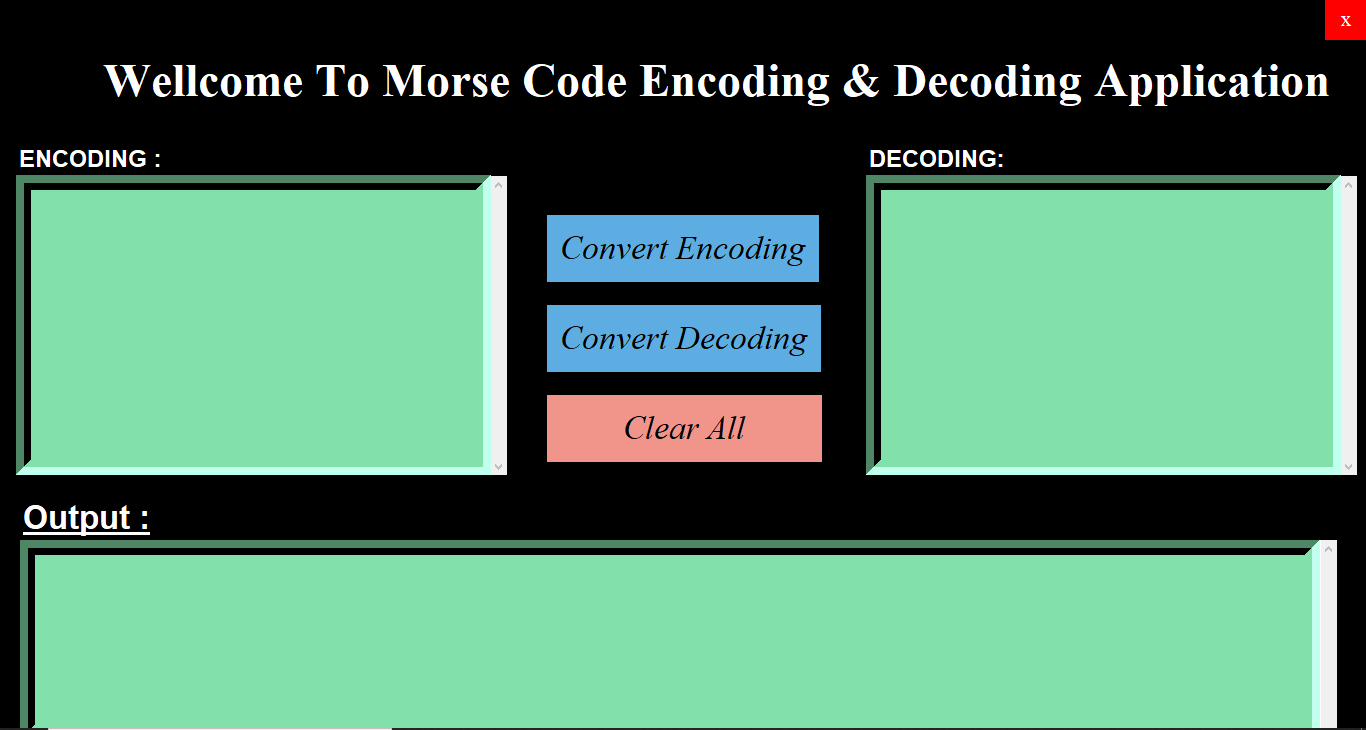 x
Wellcome To Morse Code Encoding & Decoding Application
ENCODING :
DECODING:
Convert Encoding
Convert Decoding
Clear All
Output :